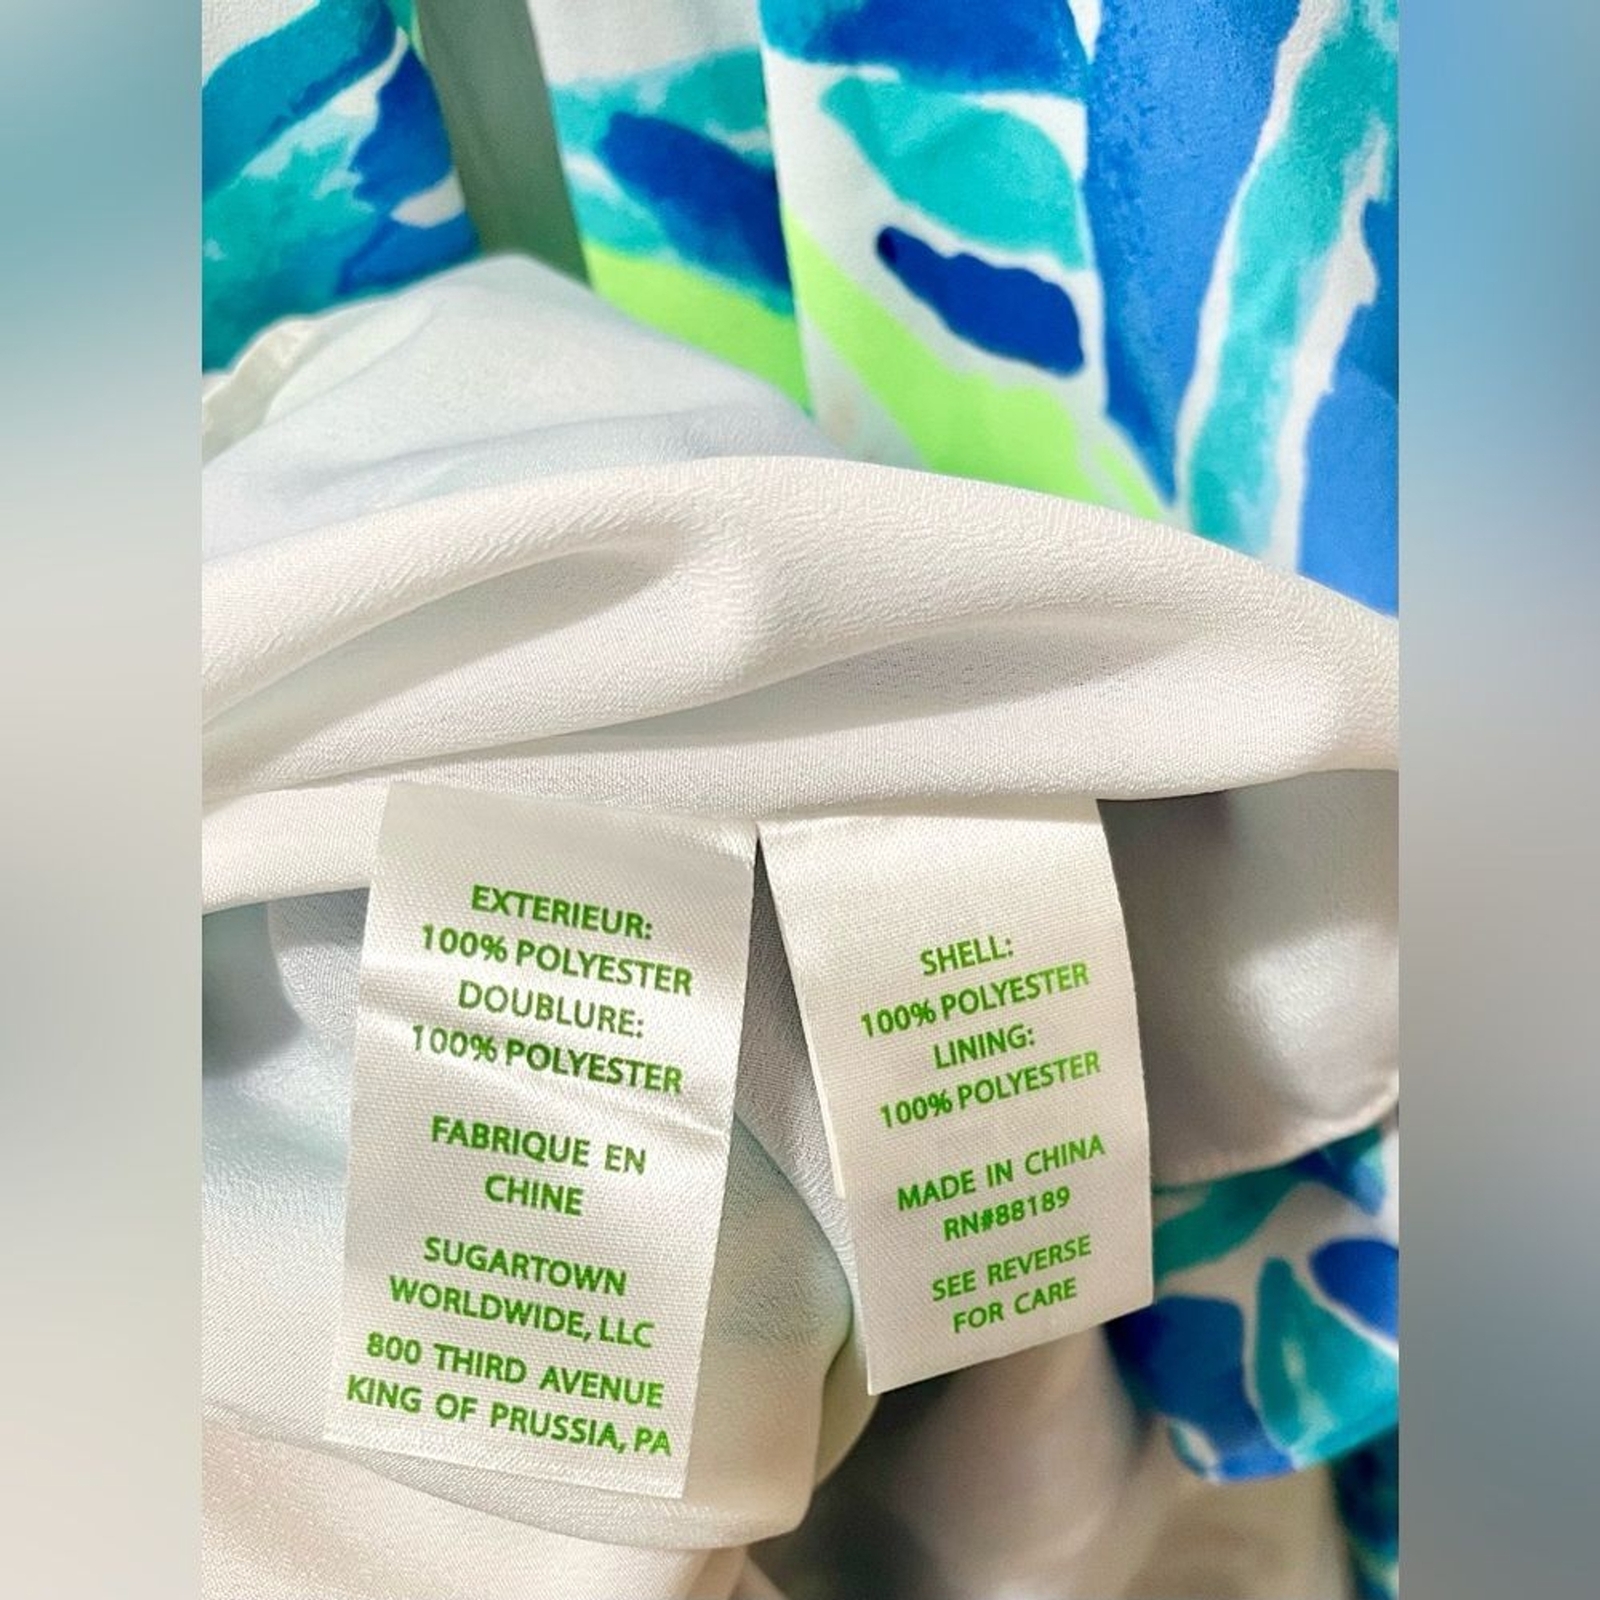 EXTERIEUR:
100% POLYESTER
DOUBLURE:
100% POLYESTER
FABRIQUE EN
CHINE
SUGARTOWN
WORLDWIDE, LLC
800 THIRD AVENUE
KING OF PRUSSIA, PA
SHELL:
100% POLYESTER
LINING:
100% POLYESTER
MADE IN CHINA
RN#88189
SEE REVERSE
FOR CARE